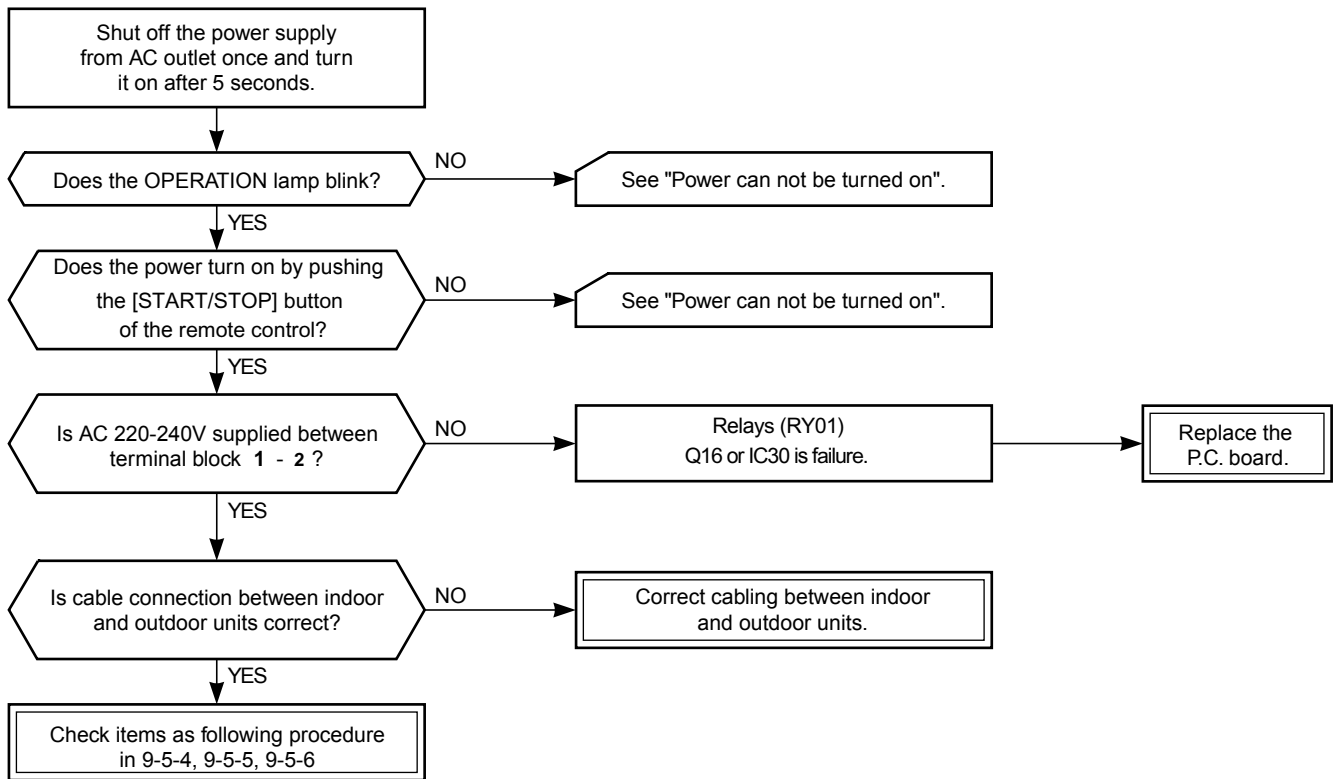 Shut off the power supply
from AC outlet once and turn
it on after 5 seconds.
Does the OPERATION lamp blink?
NO
See "Power can not be turned on".
YES
Does the power turn on by pushing
the [START/STOP] button
of the remote control?
NO
See "Power can not be turned on".
YES
Is AC 220-240V supplied between
terminal block 1 - 2 ?
NO
Relays (RY01)
Q16 or IC30 is failure.
Replace the
P.C. board.
YES
Is cable connection between indoor
and outdoor units correct?
NO
Correct cabling between indoor
and outdoor units.
YES
Check items as following procedure
in 9-5-4, 9-5-5, 9-5-6